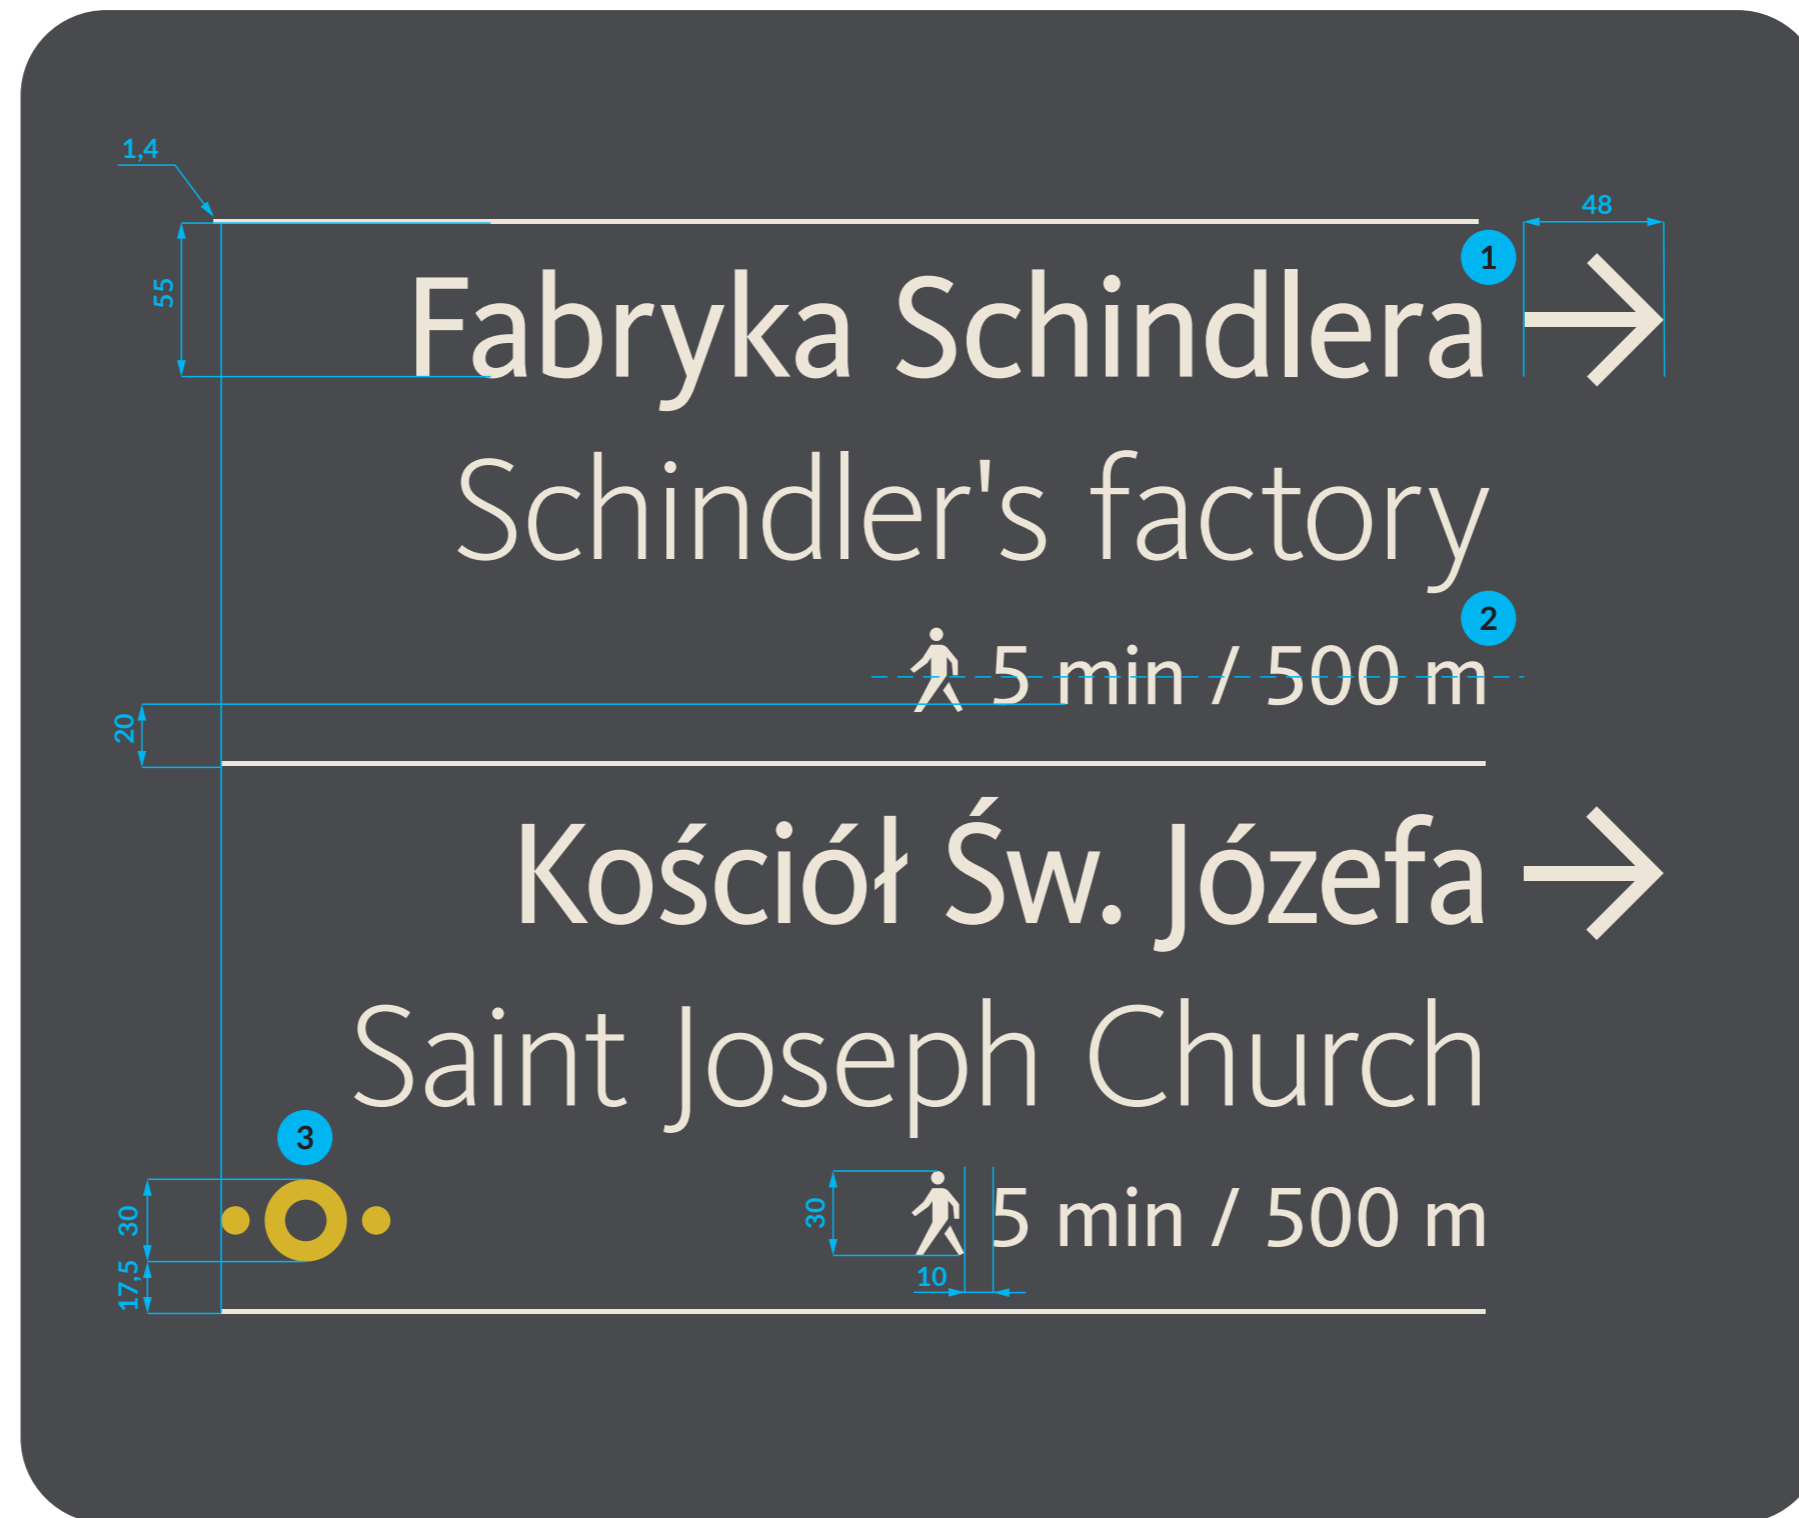 1,4
48
1
55
Fabryka Schindlera
Schindler's factory
2
5 min / 500 m
20
Kościół Św. Józefa
Saint Joseph Church
3
30
30
5 min / 500 m
17,5
10